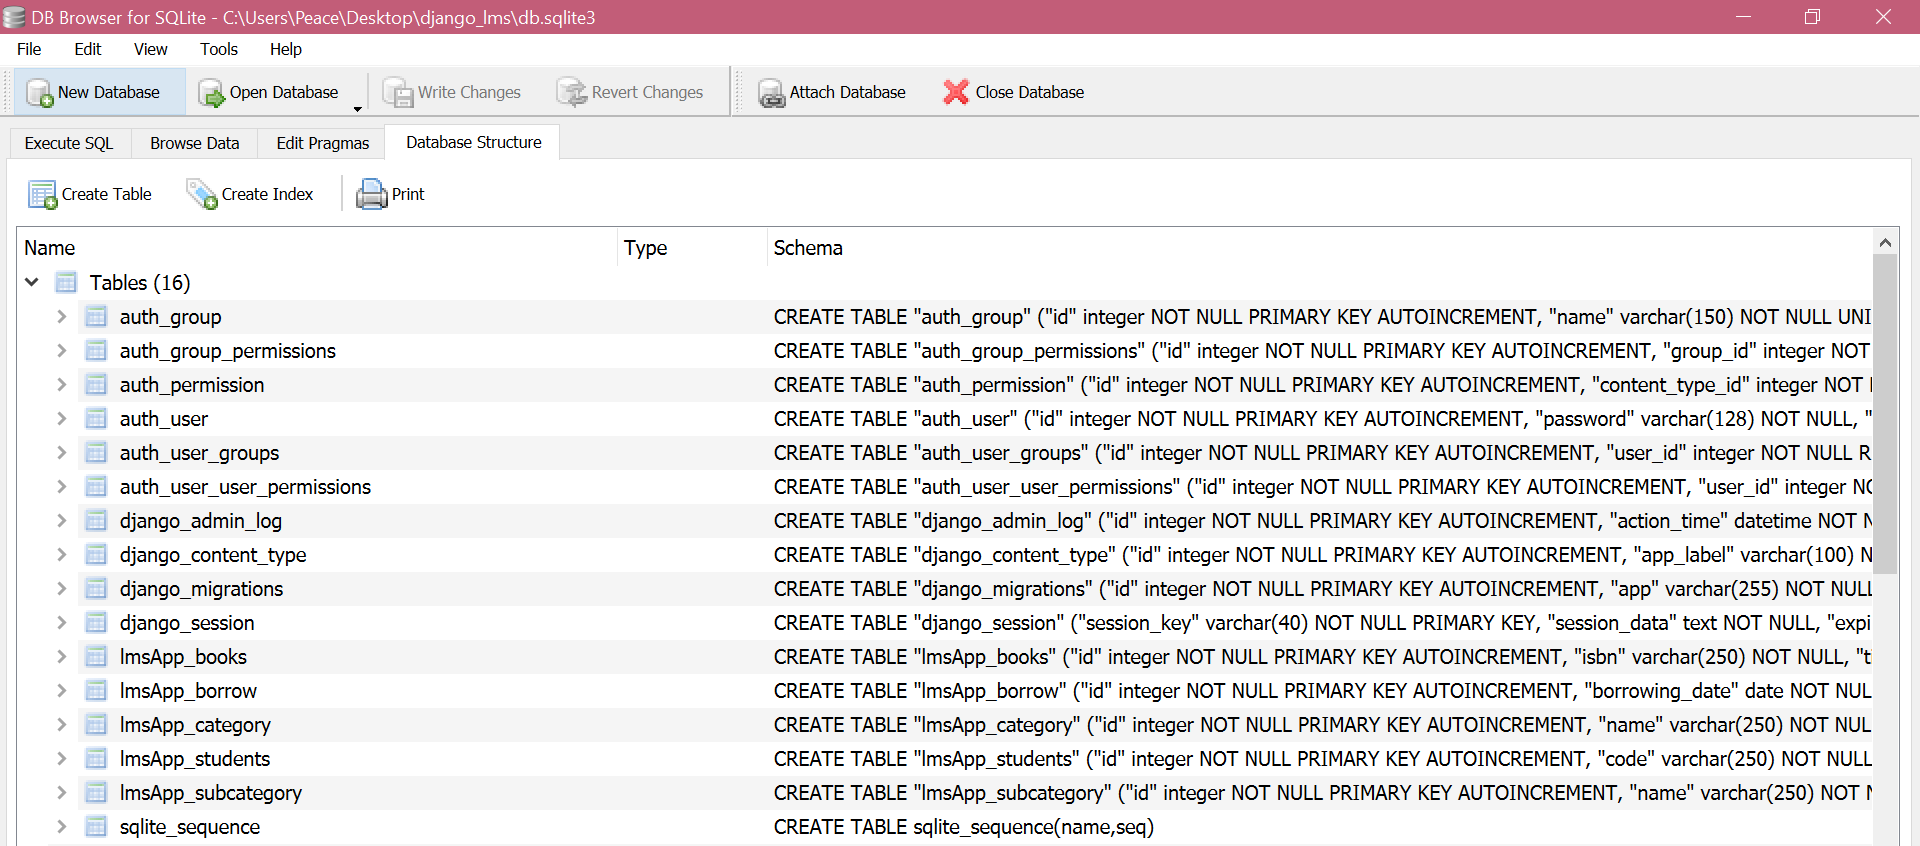 DB Browser for SQLite - C:\Users\Peace\Desktop\django_lms\db.sqlite3
File Edit View Tools Help
New Database Open Database Write Changes Revert Changes Attach Database Close Database
Execute SQL Browse Data Edit Pragmas Database Structure
Create Table Create Index Print
Name Type Schema
Tables (16)
auth_group CREATE TABLE "auth_group" ("id" integer NOT NULL PRIMARY KEY AUTOINCREMENT, "name" varchar(150) NOT NULL UNI
auth_group_permissions CREATE TABLE "auth_group_permissions" ("id" integer NOT NULL PRIMARY KEY AUTOINCREMENT, "group_id" integer NOT
auth_permission CREATE TABLE "auth_permission" ("id" integer NOT NULL PRIMARY KEY AUTOINCREMENT, "content_type_id" integer NOT
auth_user CREATE TABLE "auth_user" ("id" integer NOT NULL PRIMARY KEY AUTOINCREMENT, "password" varchar(128) NOT NULL, "
auth_user_groups CREATE TABLE "auth_user_groups" ("id" integer NOT NULL PRIMARY KEY AUTOINCREMENT, "user_id" integer NOT NULL R
auth_user_user_permissions CREATE TABLE "auth_user_user_permissions" ("id" integer NOT NULL PRIMARY KEY AUTOINCREMENT, "user_id" integer NO
django_admin_log CREATE TABLE "django_admin_log" ("id" integer NOT NULL PRIMARY KEY AUTOINCREMENT, "action_time" datetime NOT N
django_content_type CREATE TABLE "django_content_type" ("id" integer NOT NULL PRIMARY KEY AUTOINCREMENT, "app_label" varchar(100) N
django_migrations CREATE TABLE "django_migrations" ("id" integer NOT NULL PRIMARY KEY AUTOINCREMENT, "app" varchar(255) NOT NULL
django_session CREATE TABLE "django_session" ("session_key" varchar(40) NOT NULL PRIMARY KEY, "session_data" text NOT NULL, "expi
lmsApp_books CREATE TABLE "lmsApp_books" ("id" integer NOT NULL PRIMARY KEY AUTOINCREMENT, "isbn" varchar(250) NOT NULL, "t
lmsApp_borrow CREATE TABLE "lmsApp_borrow" ("id" integer NOT NULL PRIMARY KEY AUTOINCREMENT, "borrowing_date" date NOT NUL
lmsApp_category CREATE TABLE "lmsApp_category" ("id" integer NOT NULL PRIMARY KEY AUTOINCREMENT, "name" varchar(250) NOT NUL
lmsApp_students CREATE TABLE "lmsApp_students" ("id" integer NOT NULL PRIMARY KEY AUTOINCREMENT, "code" varchar(250) NOT NULL
lmsApp_subcategory CREATE TABLE "lmsApp_subcategory" ("id" integer NOT NULL PRIMARY KEY AUTOINCREMENT, "name" varchar(250) NOT N
sqlite_sequence CREATE TABLE sqlite_sequence(name,seq)